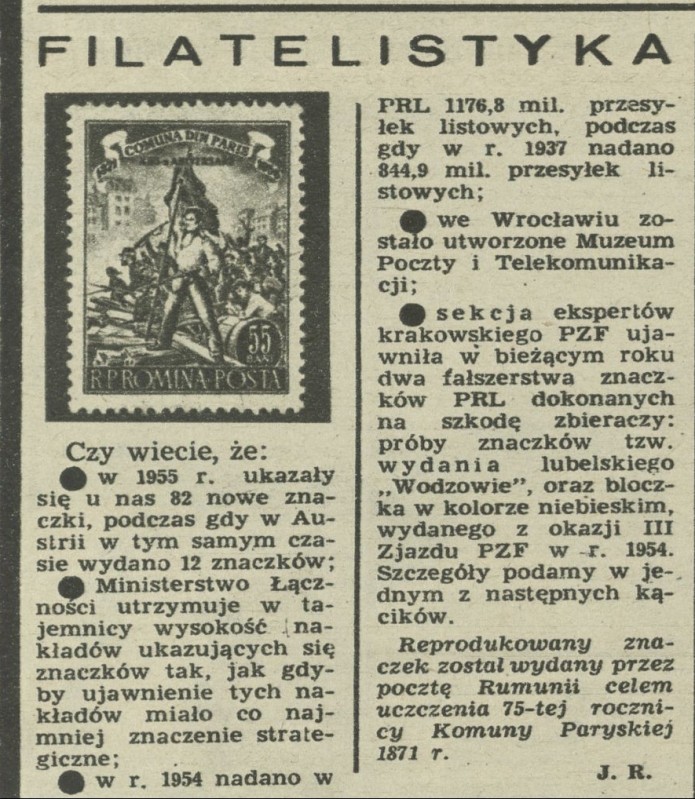 FILATELISTYKA
COMUNA DIN PARIS
1871
ANIVERSARE
55
BANI
R.P.ROMINA POSTA
Czy wiecie, że:
● w 1955 r. ukazały
się u nas 82 nowe zna-
czki, podczas gdy w Au-
strii w tym samym cza-
sie wydano 12 znaczków;
● Ministerstwo Łącz-
ności utrzymuje w ta-
jemnicy wysokość na-
kładów ukazujących się
znaczków tak, jak gdy-
by ujawnienie tych na-
kładów miało co naj-
mniej znaczenie strate-
giczne;
● w r. 1954 nadano w
PRL 1176,8 mil. przesy-
łek listowych, podczas
gdy w r. 1937 nadano
844,9 mil. przesyłek li-
stowych;
● we Wrocławiu zo-
stało utworzone Muzeum
Poczty i Telekomunika-
cji;
● sekcja ekspertów
krakowskiego PZF uja-
wniła w bieżącym roku
dwa fałszerstwa znacz-
ków PRL dokonanych
na szkodę zbieraczy:
próby znaczków tzw.
wydania lubelskiego
„Wodzowie”, oraz blocz-
ka w kolorze niebieskim,
wydanego z okazji III
Zjazdu PZF w r. 1954.
Szczegóły podamy w je-
dnym z następnych ką-
cików.
Reprodukowany zna-
czek został wydany przez
pocztę Rumunii celem
uczczenia 75-tej roczni-
cy Komuny Paryskiej
1871 r.
J. R.